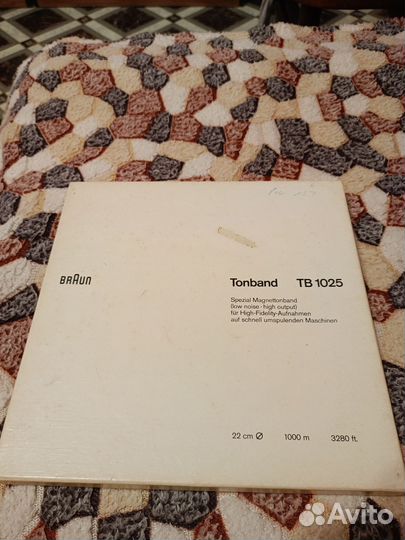 BRAUN
Tonband TB 1025
Spezial Magnettonband
(low noise · high output)
für High-Fidelity-Aufnahmen
auf schnell umspulenden Maschinen
22 cm Ø 1000 m 3280 ft.
Avito